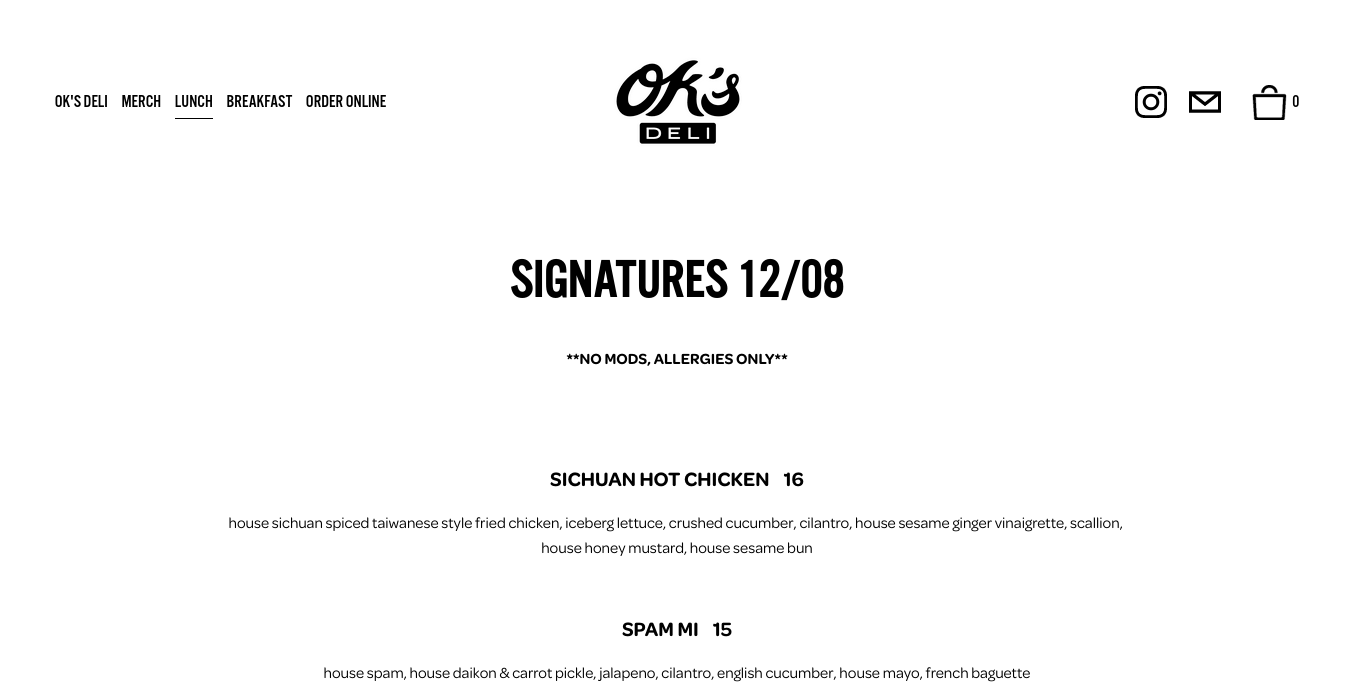 OK'S DELI MERCH LUNCH BREAKFAST ORDER ONLINE
Ok's
DELI
0
SIGNATURES 12/08
**NO MODS, ALLERGIES ONLY**
SICHUAN HOT CHICKEN 16
house sichuan spiced taiwanese style fried chicken, iceberg lettuce, crushed cucumber, cilantro, house sesame ginger vinaigrette, scallion,
house honey mustard, house sesame bun
SPAM MI 15
house spam, house daikon & carrot pickle, jalapeno, cilantro, english cucumber, house mayo, french baguette